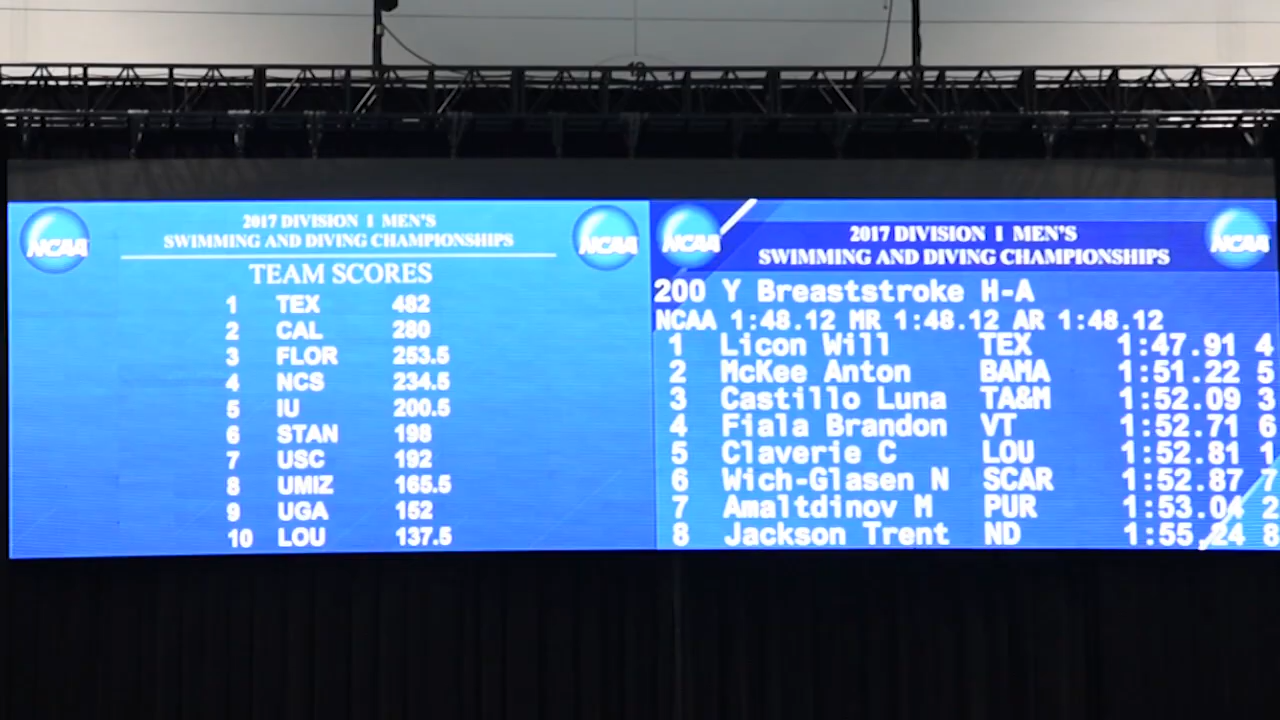 NCAA
2017 DIVISION I MEN'S
SWIMMING AND DIVING CHAMPIONSHIPS
NCAA
TEAM SCORES
1 TEX 482
2 CAL 280
3 FLOR 253.5
4 NCS 234.5
5 IU 200.5
6 STAN 198
7 USC 192
8 UMIZ 165.5
9 UGA 152
10 LOU 137.5
NCAA
2017 DIVISION I MEN'S
SWIMMING AND DIVING CHAMPIONSHIPS
NCAA
200 Y Breaststroke H-A
NCAA 1:48.12 MR 1:48.12 AR 1:48.12
1 Licon Will TEX 1:47.91 4
2 McKee Anton BAMA 1:51.22 5
3 Castillo Luna TA&M 1:52.09 3
4 Fiala Brandon VT 1:52.71 6
5 Claverie C LOU 1:52.81 1
6 Wich-Glasen N SCAR 1:52.87 7
7 Amaltdinov M PUR 1:53.04 2
8 Jackson Trent ND 1:55.24 8